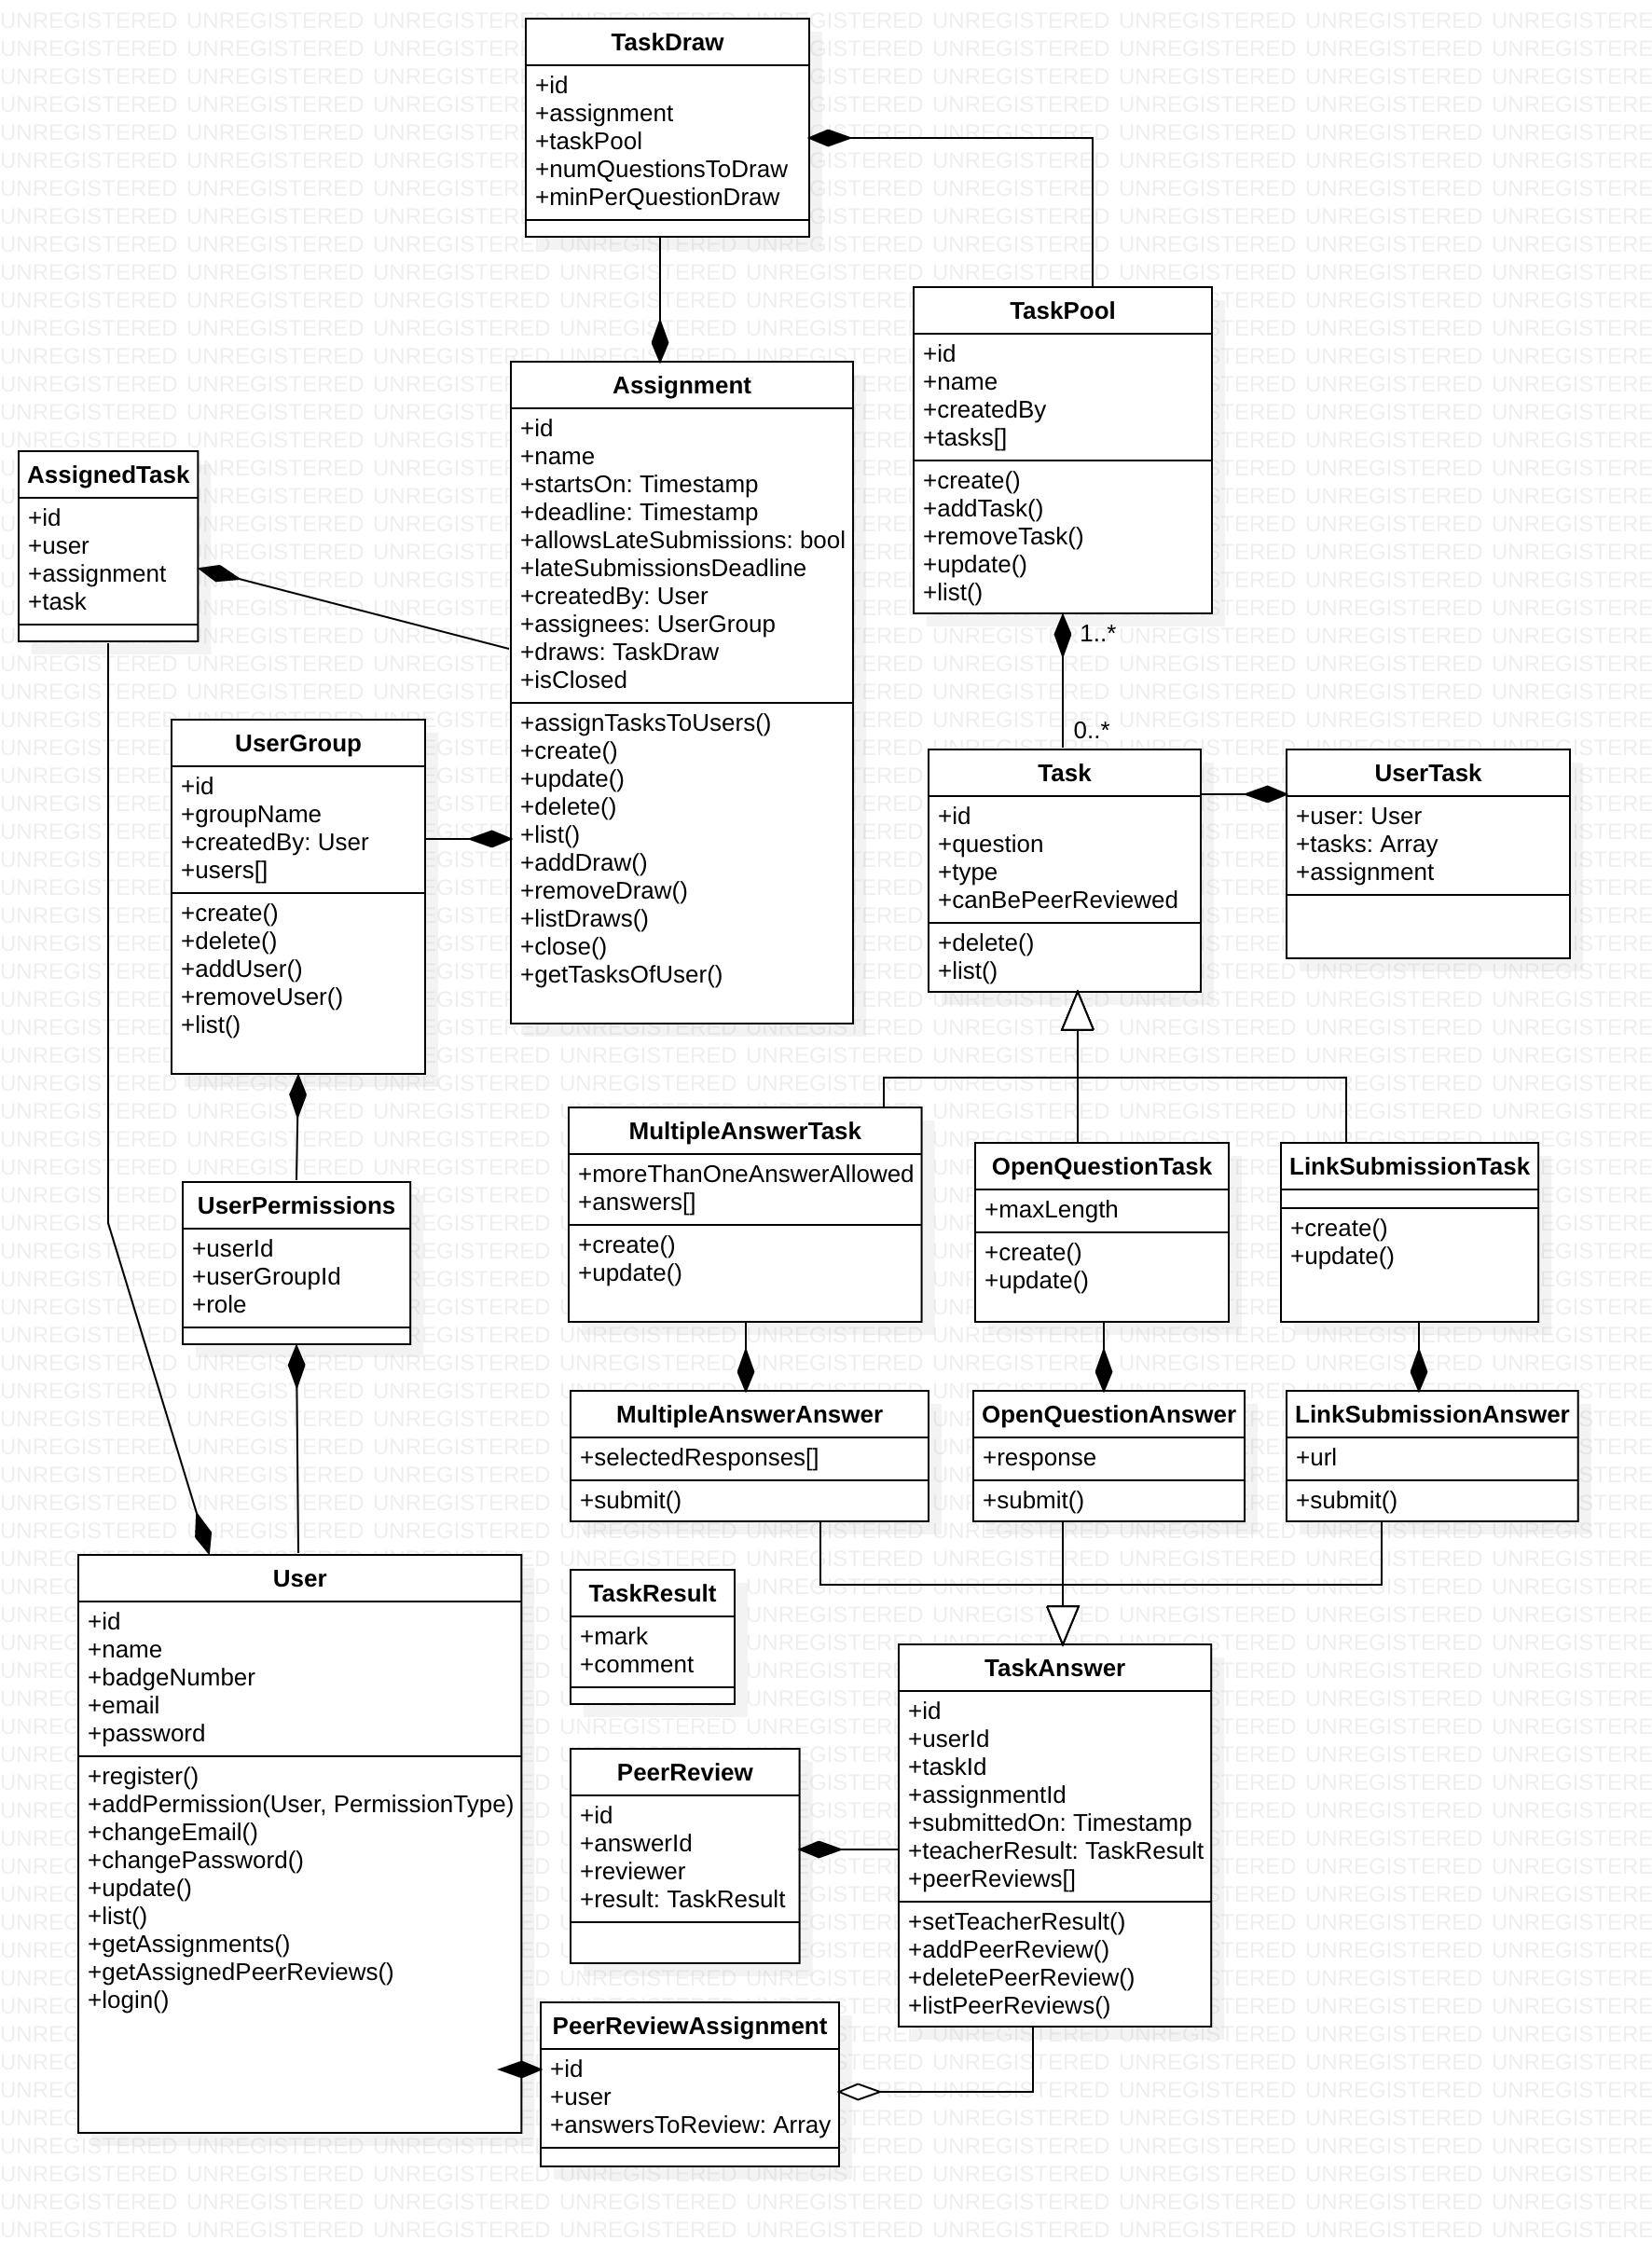 TaskDraw
+id
+assignment
+taskPool
+numQuestionsToDraw
+minPerQuestionDraw
TaskPool
+id
+name
+createdBy
+tasks[]
+create()
+addTask()
+removeTask()
+update()
+list()
1..*
0..*
Assignment
+id
+name
+startsOn: Timestamp
+deadline: Timestamp
+allowsLateSubmissions: bool
+lateSubmissionsDeadline
+createdBy: User
+assignees: UserGroup
+draws: TaskDraw
+isClosed
+assignTasksToUsers()
+create()
+update()
+delete()
+list()
+addDraw()
+removeDraw()
+listDraws()
+close()
+getTasksOfUser()
AssignedTask
+id
+user
+assignment
+task
UserGroup
+id
+groupName
+createdBy: User
+users[]
+create()
+delete()
+addUser()
+removeUser()
+list()
Task
+id
+question
+type
+canBePeerReviewed
+delete()
+list()
UserTask
+user: User
+tasks: Array
+assignment
MultipleAnswerTask
+moreThanOneAnswerAllowed
+answers[]
+create()
+update()
OpenQuestionTask
+maxLength
+create()
+update()
LinkSubmissionTask
+create()
+update()
UserPermissions
+userId
+userGroupId
+role
MultipleAnswerAnswer
+selectedResponses[]
+submit()
OpenQuestionAnswer
+response
+submit()
LinkSubmissionAnswer
+url
+submit()
User
+id
+name
+badgeNumber
+email
+password
+register()
+addPermission(User, PermissionType)
+changeEmail()
+changePassword()
+update()
+list()
+getAssignments()
+getAssignedPeerReviews()
+login()
TaskResult
+mark
+comment
TaskAnswer
+id
+userId
+taskId
+assignmentId
+submittedOn: Timestamp
+teacherResult: TaskResult
+peerReviews[]
+setTeacherResult()
+addPeerReview()
+deletePeerReview()
+listPeerReviews()
PeerReview
+id
+answerId
+reviewer
+result: TaskResult
PeerReviewAssignment
+id
+user
+answersToReview: Array
UNREGISTERED UNREGISTERED UNREGISTERED UNREGISTERED UNREGISTERED UNREGISTERED UNREGISTERED UNREGISTERED UNREGISTERED